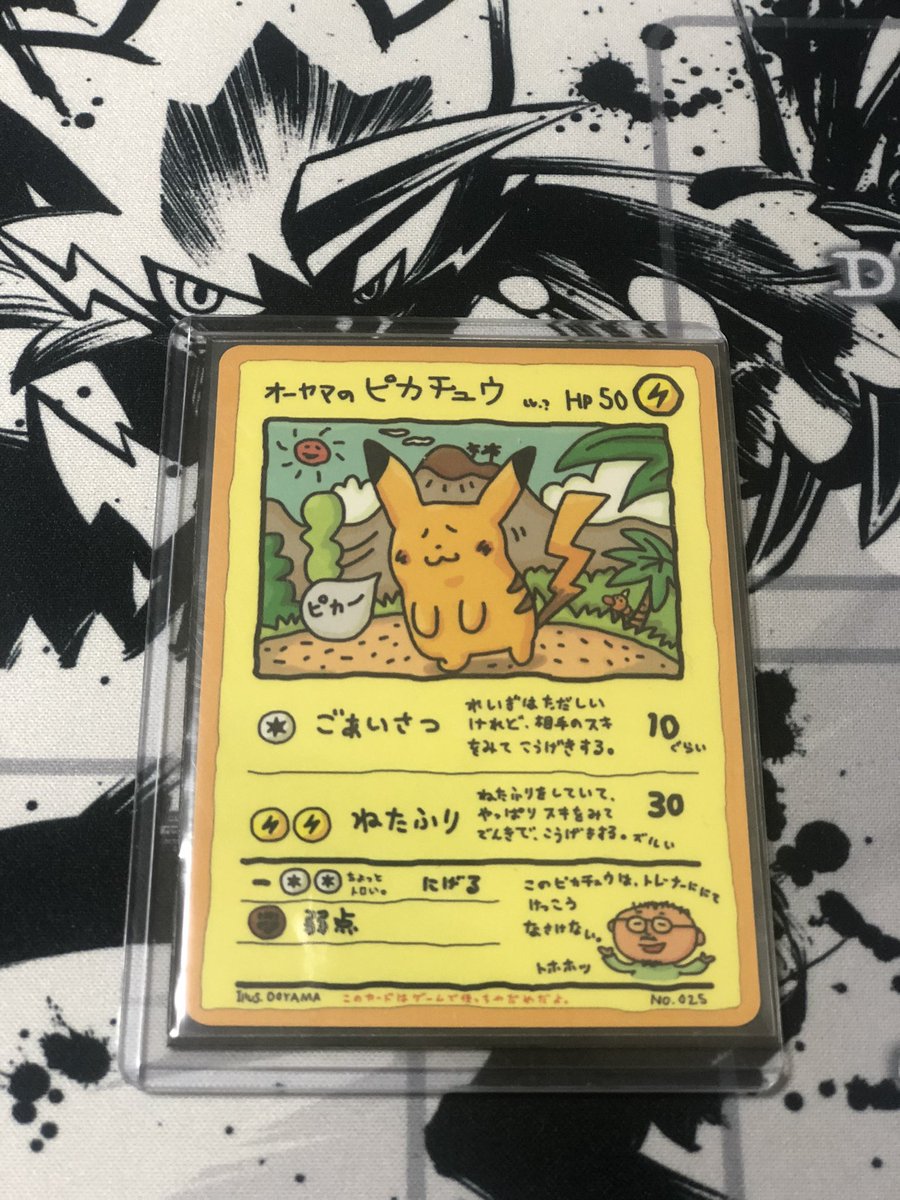 オーヤマの ピカチュウ LV.? HP 50
ピカー
ごあいさつ
れいぎはただしい
けれど、相手のスキ
をみて こうげきする。
10
ぐらい
ねたふり
ねたふりをしていて、
やっぱり スキをみて
でんきで、こうげきする。ズルい
30
ー
ちょっと
トロい。
にげる
弱点
このピカチュウは、トレーナーににて
けっこう
なさけない。
トホホッ
Illus. OOYAMA
このカードはゲームで使っちゃだめだよ。
NO. 025
D